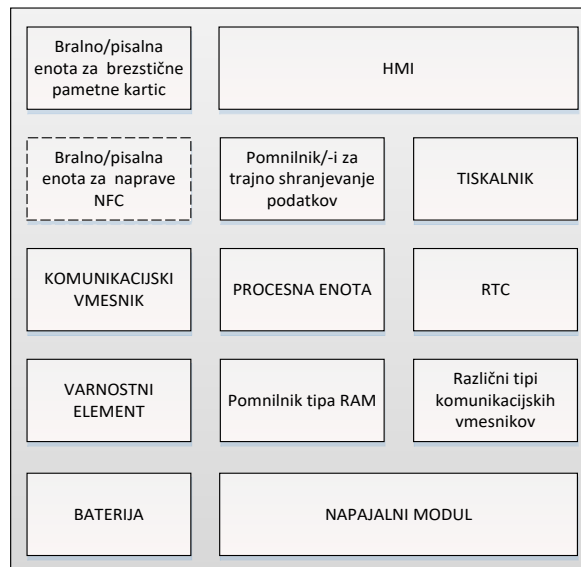 Bralno/pisalna
enota za brezstične
pametne kartic
HMI
Bralno/pisalna
enota za naprave
NFC
Pomnilnik/-i za
trajno shranjevanje
podatkov
TISKALNIK
KOMUNIKACIJSKI
VMESNIK
PROCESNA ENOTA
RTC
VARNOSTNI
ELEMENT
Pomnilnik tipa RAM
Različni tipi
komunikacijskih
vmesnikov
BATERIJA
NAPAJALNI MODUL